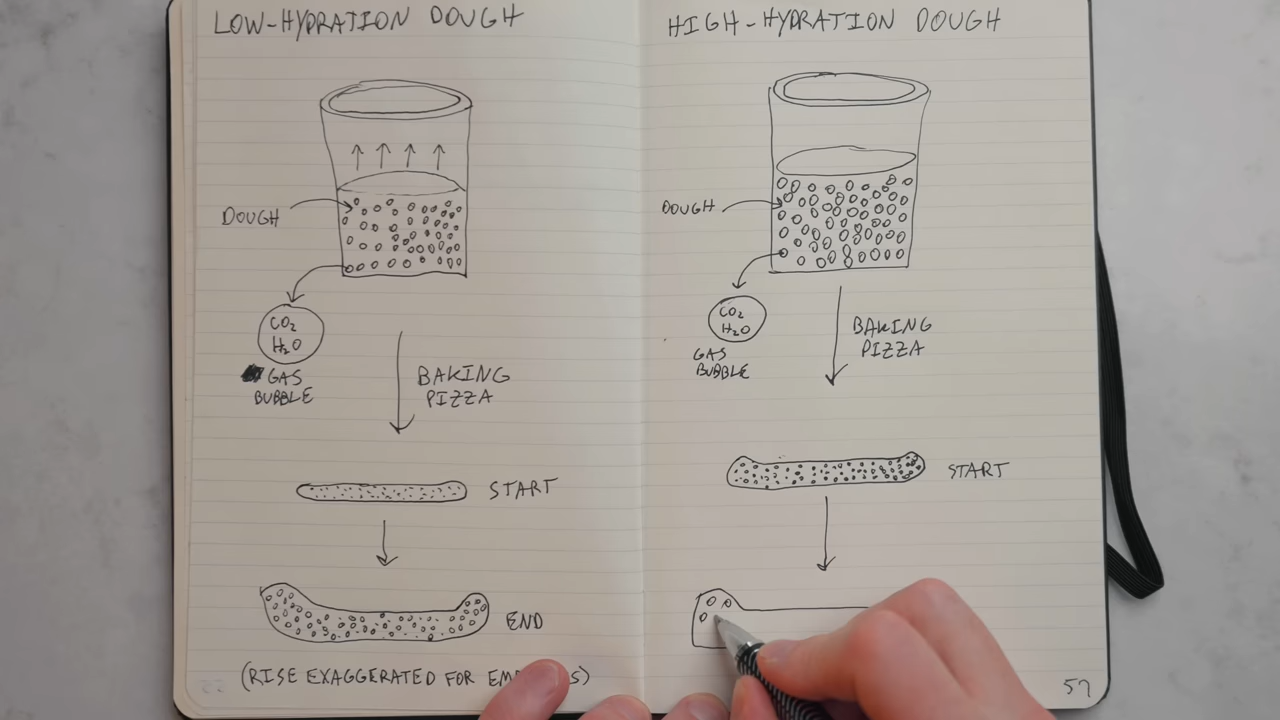 LOW-HYDRATION DOUGH
DOUGH
CO2
H2O
GAS
BUBBLE
BAKING
PIZZA
START
END
(RISE EXAGGERATED FOR
HIGH-HYDRATION DOUGH
DOUGH
CO2
H2O
GAS
BUBBLE
BAKING
PIZZA
START
57